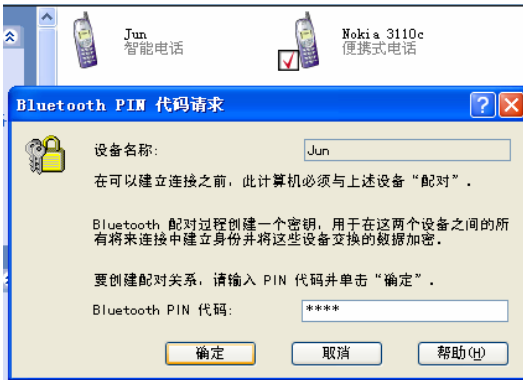 Jun
智能电话
Nokia 3110c
便携式电话
Bluetooth PIN 代码请求
设备名称:
Jun
在可以建立连接之前，此计算机必须与上述设备“配对”．
Bluetooth 配对过程创建一个密钥，用于在这两个设备之间的所
有将来连接中建立身份并将这些设备交换的数据加密．
要创建配对关系，请输入 PIN 代码并单击“确定”．
Bluetooth PIN 代码:
****
确定
取消
帮助(H)